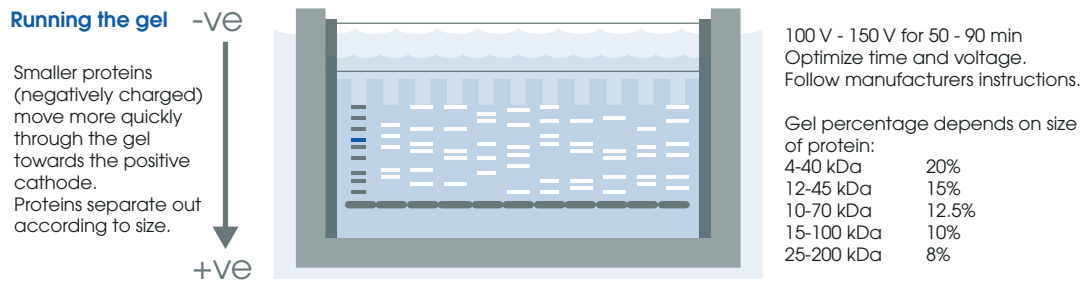 Running the gel
-ve
Smaller proteins
(negatively charged)
move more quickly
through the gel
towards the positive
cathode.
Proteins separate out
according to size.
+ve
100 V - 150 V for 50 - 90 min
Optimize time and voltage.
Follow manufacturers instructions.
Gel percentage depends on size
of protein:
4-40 kDa 20%
12-45 kDa 15%
10-70 kDa 12.5%
15-100 kDa 10%
25-200 kDa 8%